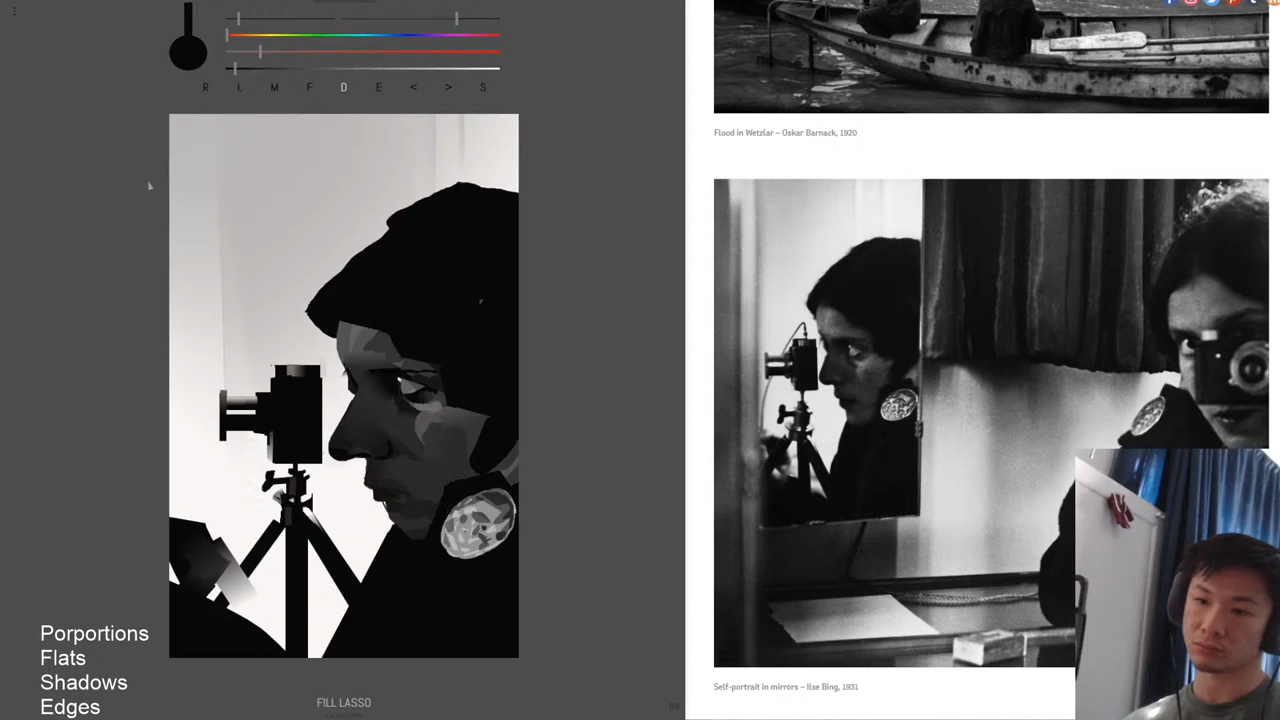 R L M F D E < > S
Flood in Wetzlar – Oskar Barnack, 1920
Porportions
Flats
Shadows
Edges
FILL LASSO
Self-portrait in mirrors – Ilse Bing, 1931